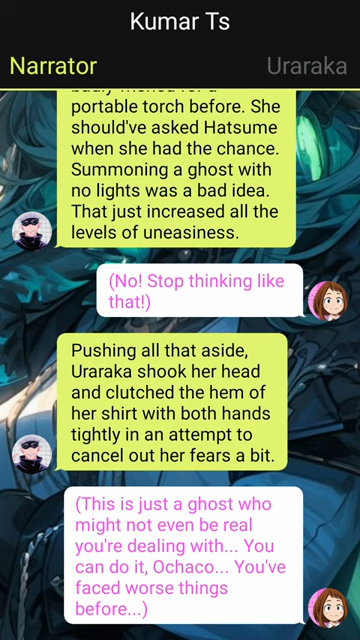 Kumar Ts
Narrator
Uraraka
badly wished for a
portable torch before. She
should've asked Hatsume
when she had the chance.
Summoning a ghost with
no lights was a bad idea.
That just increased all the
levels of uneasiness.
(No! Stop thinking like
that!)
Pushing all that aside,
Uraraka shook her head
and clutched the hem of
her shirt with both hands
tightly in an attempt to
cancel out her fears a bit.
(This is just a ghost who
might not even be real
you're dealing with... You
can do it, Ochaco... You've
faced worse things
before...)